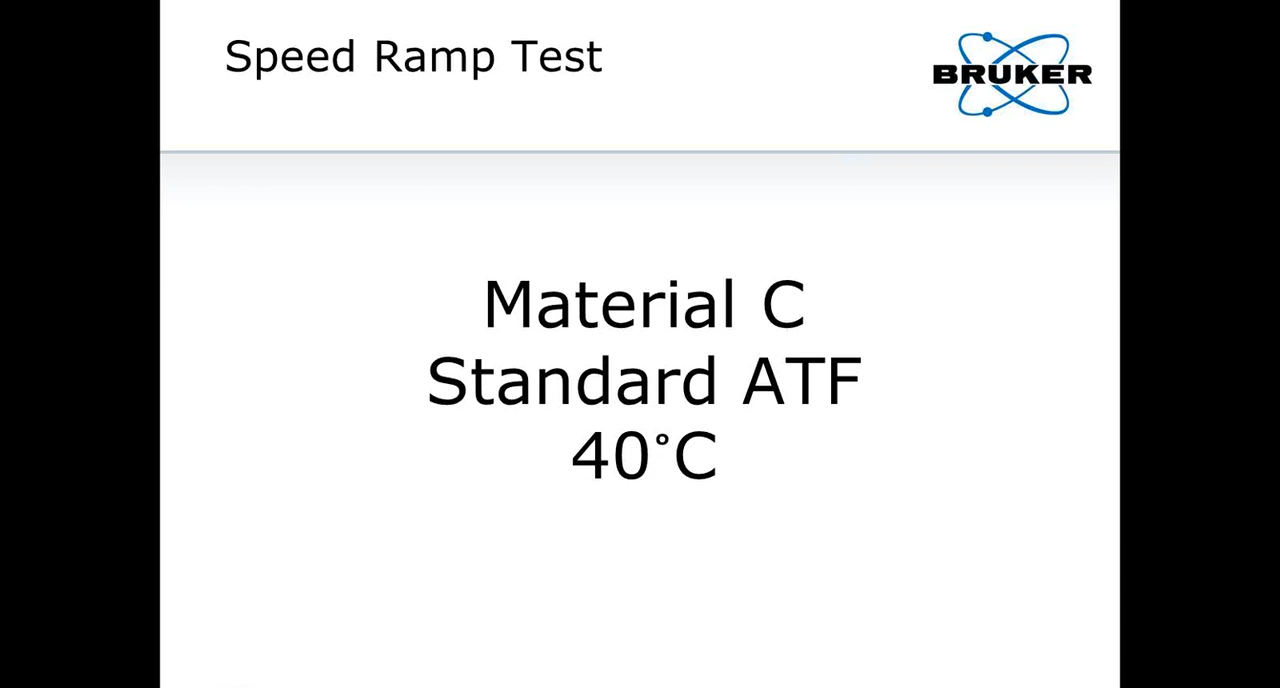 Speed Ramp Test
BRUKER
Material C
Standard ATF
40°C